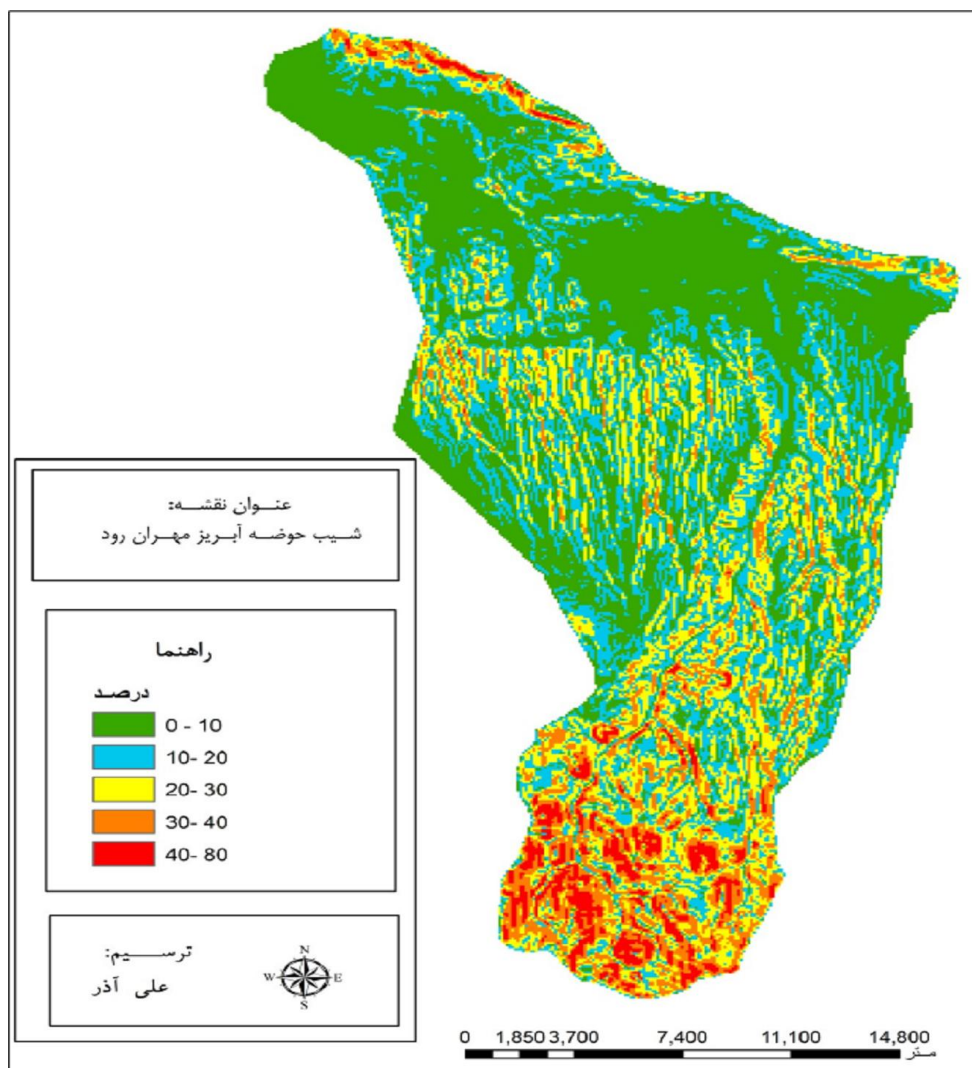 عنوان نقشه:
شیب حوضه آبریز مهران رود
راهنما
درصد
0 - 10
10- 20
20- 30
30- 40
40- 80
ترسیم:
علی آذر
N
W E
S
0 1,850 3,700 7,400 11,100 14,800
متر